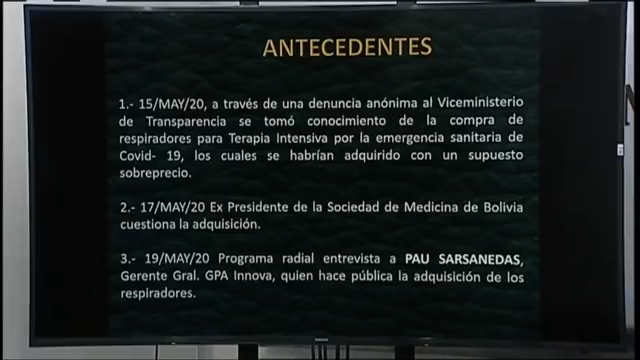 ANTECEDENTES
1.- 15/MAY/20, a través de una denuncia anónima al Viceministerio
de Transparencia se tomó conocimiento de la compra de
respiradores para Terapia Intensiva por la emergencia sanitaria de
Covid- 19, los cuales se habrían adquirido con un supuesto
sobreprecio.
2.- 17/MAY/20 Ex Presidente de la Sociedad de Medicina de Bolivia
cuestiona la adquisición.
3.- 19/MAY/20 Programa radial entrevista a PAU SARSANEDAS,
Gerente Gral. GPA Innova, quien hace pública la adquisición de los
respiradores.